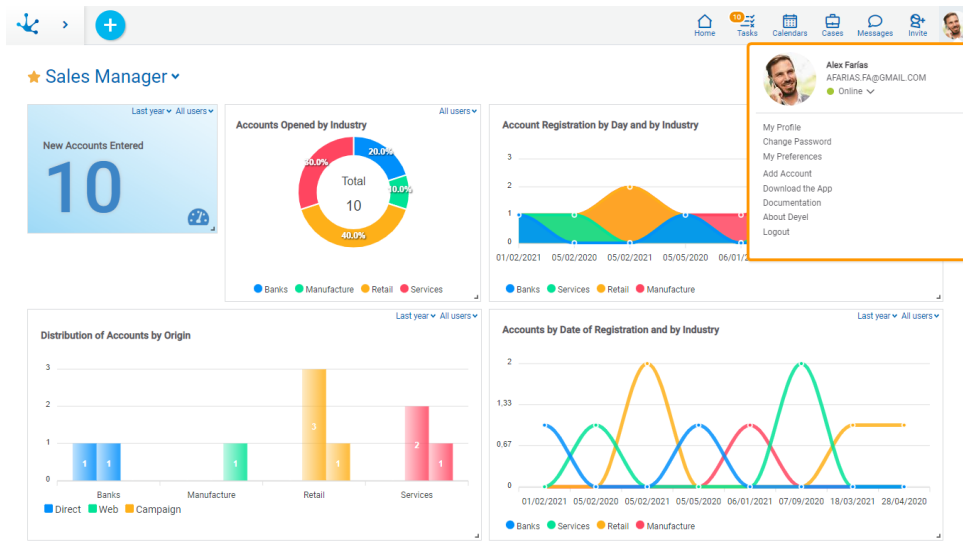 10
Home
Tasks
Calendars
Cases
Messages
Invite
Sales Manager
Alex Farías
AFARIAS.FA@GMAIL.COM
Online
My Profile
Change Password
My Preferences
Add Account
Download the App
Documentation
About Deyel
Logout
Last year All users
New Accounts Entered
10
All users
Accounts Opened by Industry
20.0%
10.0%
40.0%
30.0%
Total
10
Banks Manufacture Retail Services
Account Registration by Day and by Industry
3
2
1
0
01/02/2021 05/02/2020 05/02/2021 05/05/2020
Banks Services Retail Manufacture
Last year All users
Distribution of Accounts by Origin
3
2
1
0
1 1 1 3 1 2 1
Banks Manufacture Retail Services
Direct Web Campaign
Last year All users
Accounts by Date of Registration and by Industry
2
1,33
0,67
0
01/02/2021 05/02/2020 05/02/2021 05/05/2020 06/01/2021 07/09/2020 18/03/2021 28/04/2020
Banks Services Retail Manufacture